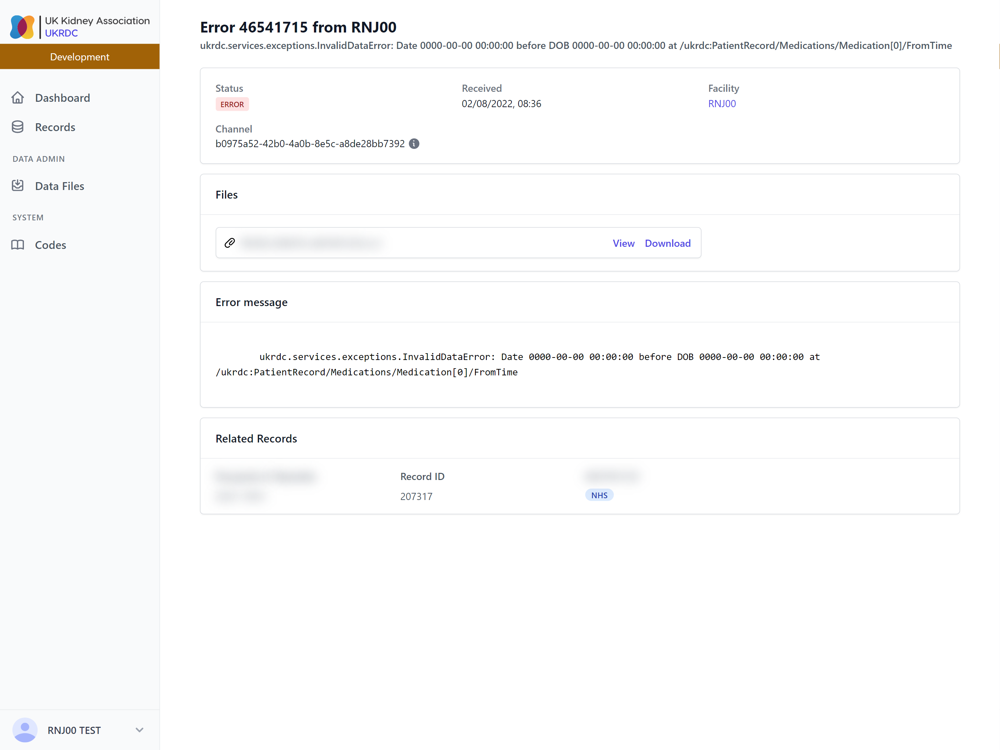 UK Kidney Association
UKRDC
Development
Dashboard
Records
DATA ADMIN
Data Files
SYSTEM
Codes
RNJ00 TEST
Error 46541715 from RNJ00
ukrdc.services.exceptions.InvalidDataError: Date 0000-00-00 00:00:00 before DOB 0000-00-00 00:00:00 at /ukrdc:PatientRecord/Medications/Medication[0]/FromTime
Status
ERROR
Received
02/08/2022, 08:36
Facility
RNJ00
Channel
b0975a52-42b0-4a0b-8e5c-a8de28bb7392
Files
View Download
Error message
ukrdc.services.exceptions.InvalidDataError: Date 0000-00-00 00:00:00 before DOB 0000-00-00 00:00:00 at
/ukrdc:PatientRecord/Medications/Medication[0]/FromTime
Related Records
Record ID
207317
NHS